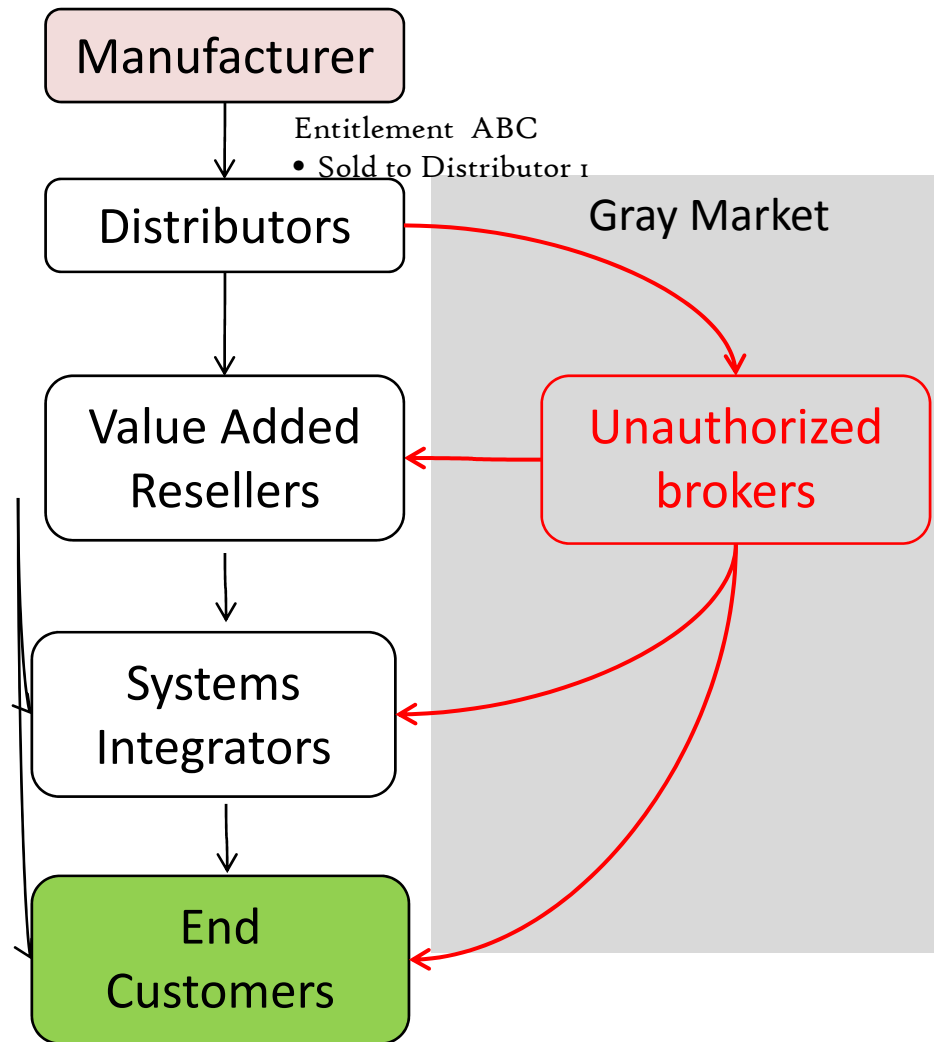 Manufacturer
Entitlement ABC
• Sold to Distributor 1
Distributors
Gray Market
Value Added
Resellers
Unauthorized
brokers
Systems
Integrators
End
Customers